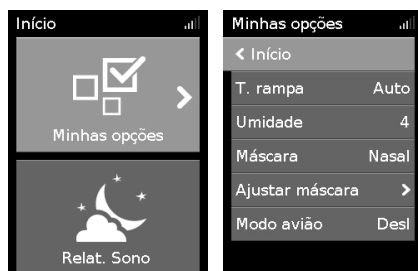 Início
Minhas opções
Relat. Sono
Minhas opções
Início
T. rampa Auto
Umidade 4
Máscara Nasal
Ajustar máscara
Modo avião Desl